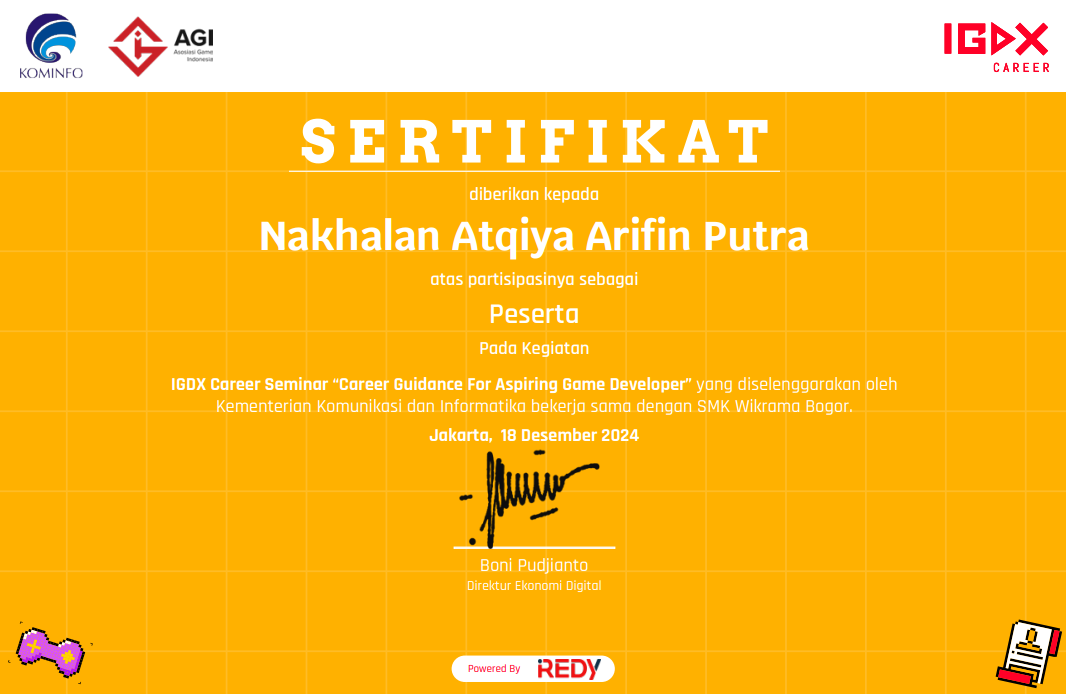 KOMINFO
AGI
Asosiasi Game
Indonesia
IGDX
CAREER
SERTIFIKAT
diberikan kepada
Nakhalan Atqiya Arifin Putra
atas partisipasinya sebagai
Peserta
Pada Kegiatan
IGDX Career Seminar “Career Guidance For Aspiring Game Developer” yang diselenggarakan oleh
Kementerian Komunikasi dan Informatika bekerja sama dengan SMK Wikrama Bogor.
Jakarta, 18 Desember 2024
Boni Pudjianto
Direktur Ekonomi Digital
Powered By REDY